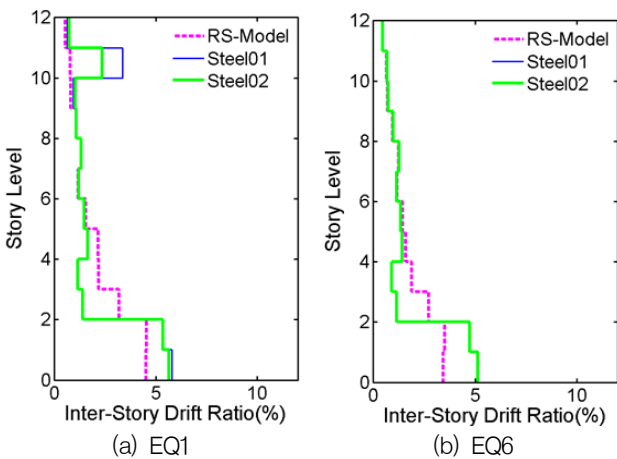 12
10
8
6
4
2
0
Story Level
RS-Model
Steel01
Steel02
0 5 10
Inter-Story Drift Ratio(%)
(a) EQ1
12
10
8
6
4
2
0
Story Level
RS-Model
Steel01
Steel02
0 5 10
Inter-Story Drift Ratio(%)
(b) EQ6